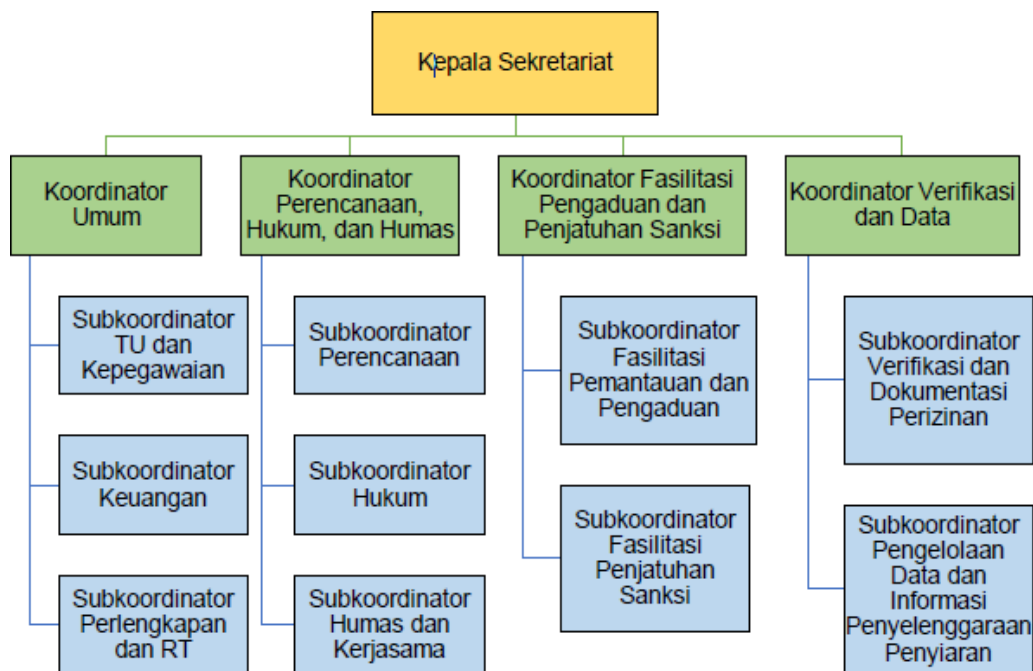 Kepala Sekretariat
Koordinator
Umum
Koordinator
Perencanaan,
Hukum, dan Humas
Koordinator Fasilitasi
Pengaduan dan
Penjatuhan Sanksi
Koordinator Verifikasi
dan Data
Subkoordinator
TU dan
Kepegawaian
Subkoordinator
Keuangan
Subkoordinator
Perlengkapan
dan RT
Subkoordinator
Perencanaan
Subkoordinator
Hukum
Subkoordinator
Humas dan
Kerjasama
Subkoordinator
Fasilitasi
Pemantauan dan
Pengaduan
Subkoordinator
Fasilitasi
Penjatuhan
Sanksi
Subkoordinator
Verifikasi dan
Dokumentasi
Perizinan
Subkoordinator
Pengelolaan
Data dan
Informasi
Penyelenggaraan
Penyiaran